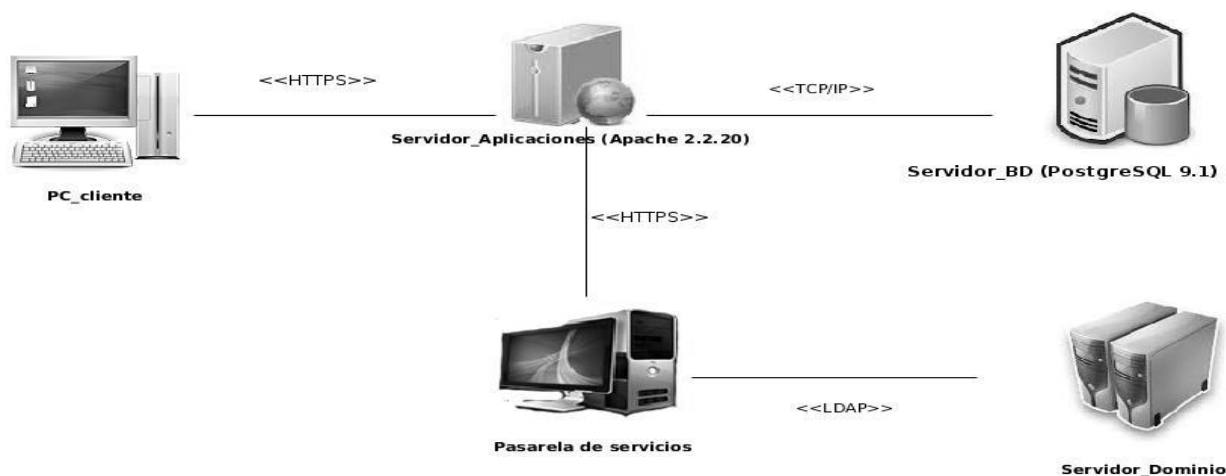 <<HTTPS>>
<<TCP/IP>>
Servidor_Aplicaciones (Apache 2.2.20)
Servidor_BD (PostgreSQL 9.1)
PC_cliente
<<HTTPS>>
<<LDAP>>
Pasarela de servicios
Servidor_Dominio